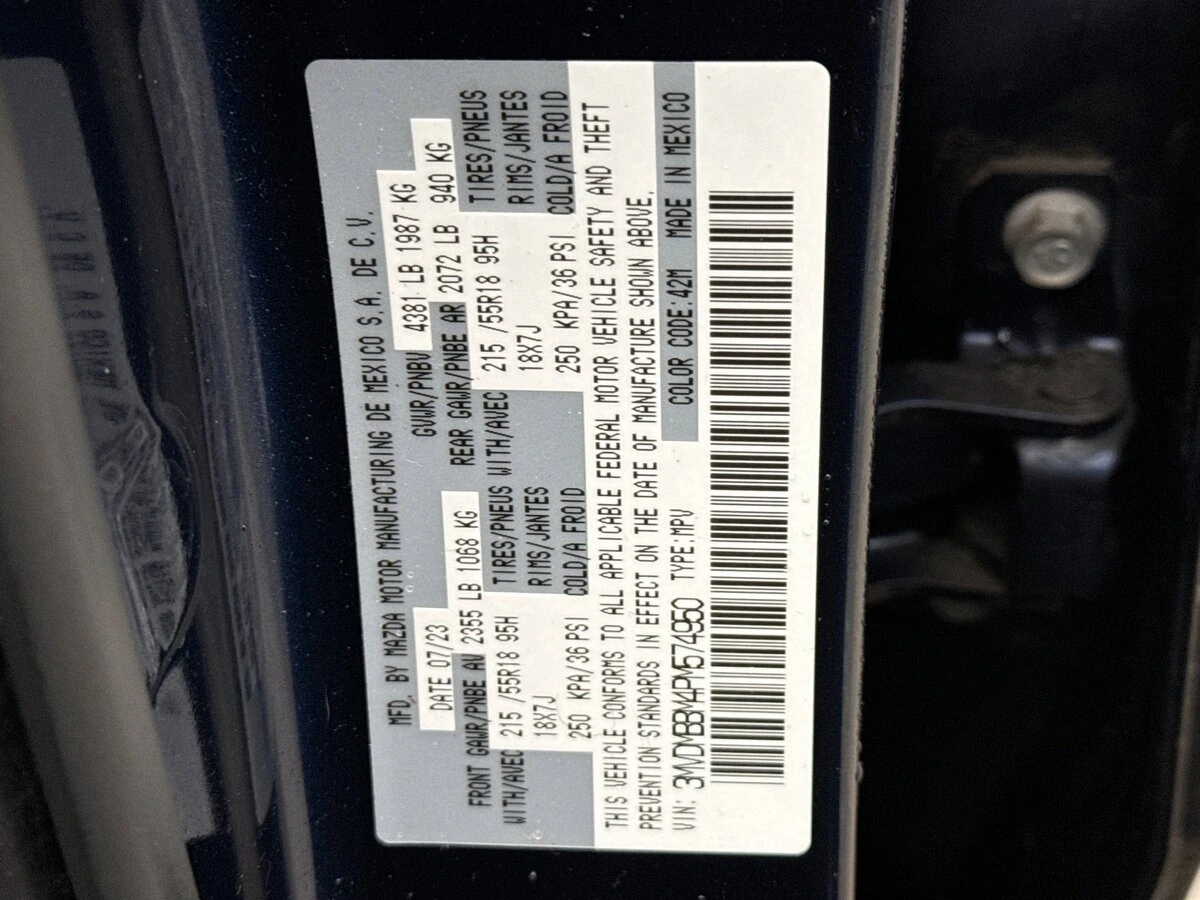 MFD. BY MAZDA MOTOR MANUFACTURING DE MEXICO S.A. DE C.V.
DATE 07/23 GVWR/PNBV 4381 LB 1987 KG
FRONT GAWR/PNBE AV 2355 LB 1068 KG REAR GAWR/PNBE AR 2072 LB 940 KG
WITH/AVEC 215 /55R18 95H TIRES/PNEUS WITH/AVEC 215 /55R18 95H TIRES/PNEUS
18X7J RIMS/JANTES 18X7J RIMS/JANTES
250 KPA/36 PSI COLD/A FROID 250 KPA/36 PSI COLD/A FROID
THIS VEHICLE CONFORMS TO ALL APPLICABLE FEDERAL MOTOR VEHICLE SAFETY AND THEFT
PREVENTION STANDARDS IN EFFECT ON THE DATE OF MANUFACTURE SHOWN ABOVE.
VIN: 3MVDMBBM4PM574950 TYPE:MPV COLOR CODE:42M MADE IN MEXICO